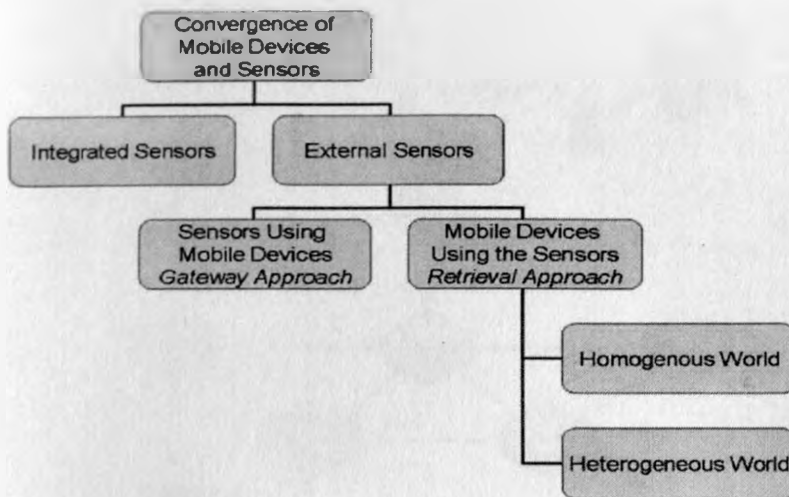 Convergence of
Mobile Devices
and Sensors
Integrated Sensors
External Sensors
Sensors Using
Mobile Devices
Gateway Approach
Mobile Devices
Using the Sensors
Retrieval Approach
Homogenous World
Heterogeneous World